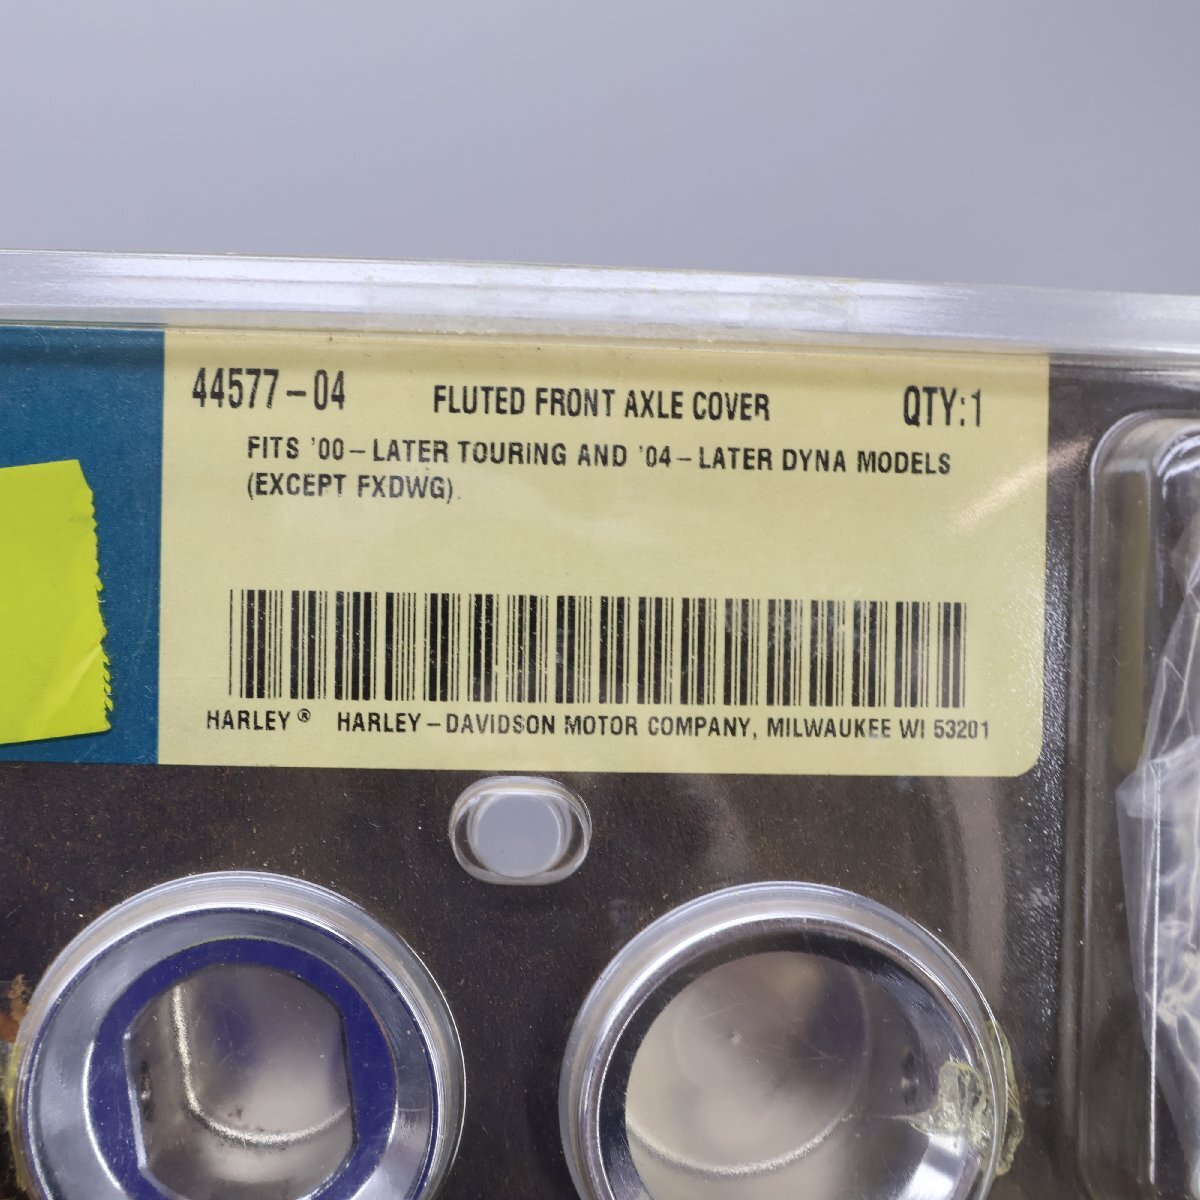 44577-04 FLUTED FRONT AXLE COVER QTY:1
FITS '00-LATER TOURING AND '04-LATER DYNA MODELS
(EXCEPT FXDWG).
HARLEY® HARLEY-DAVIDSON MOTOR COMPANY, MILWAUKEE WI 53201